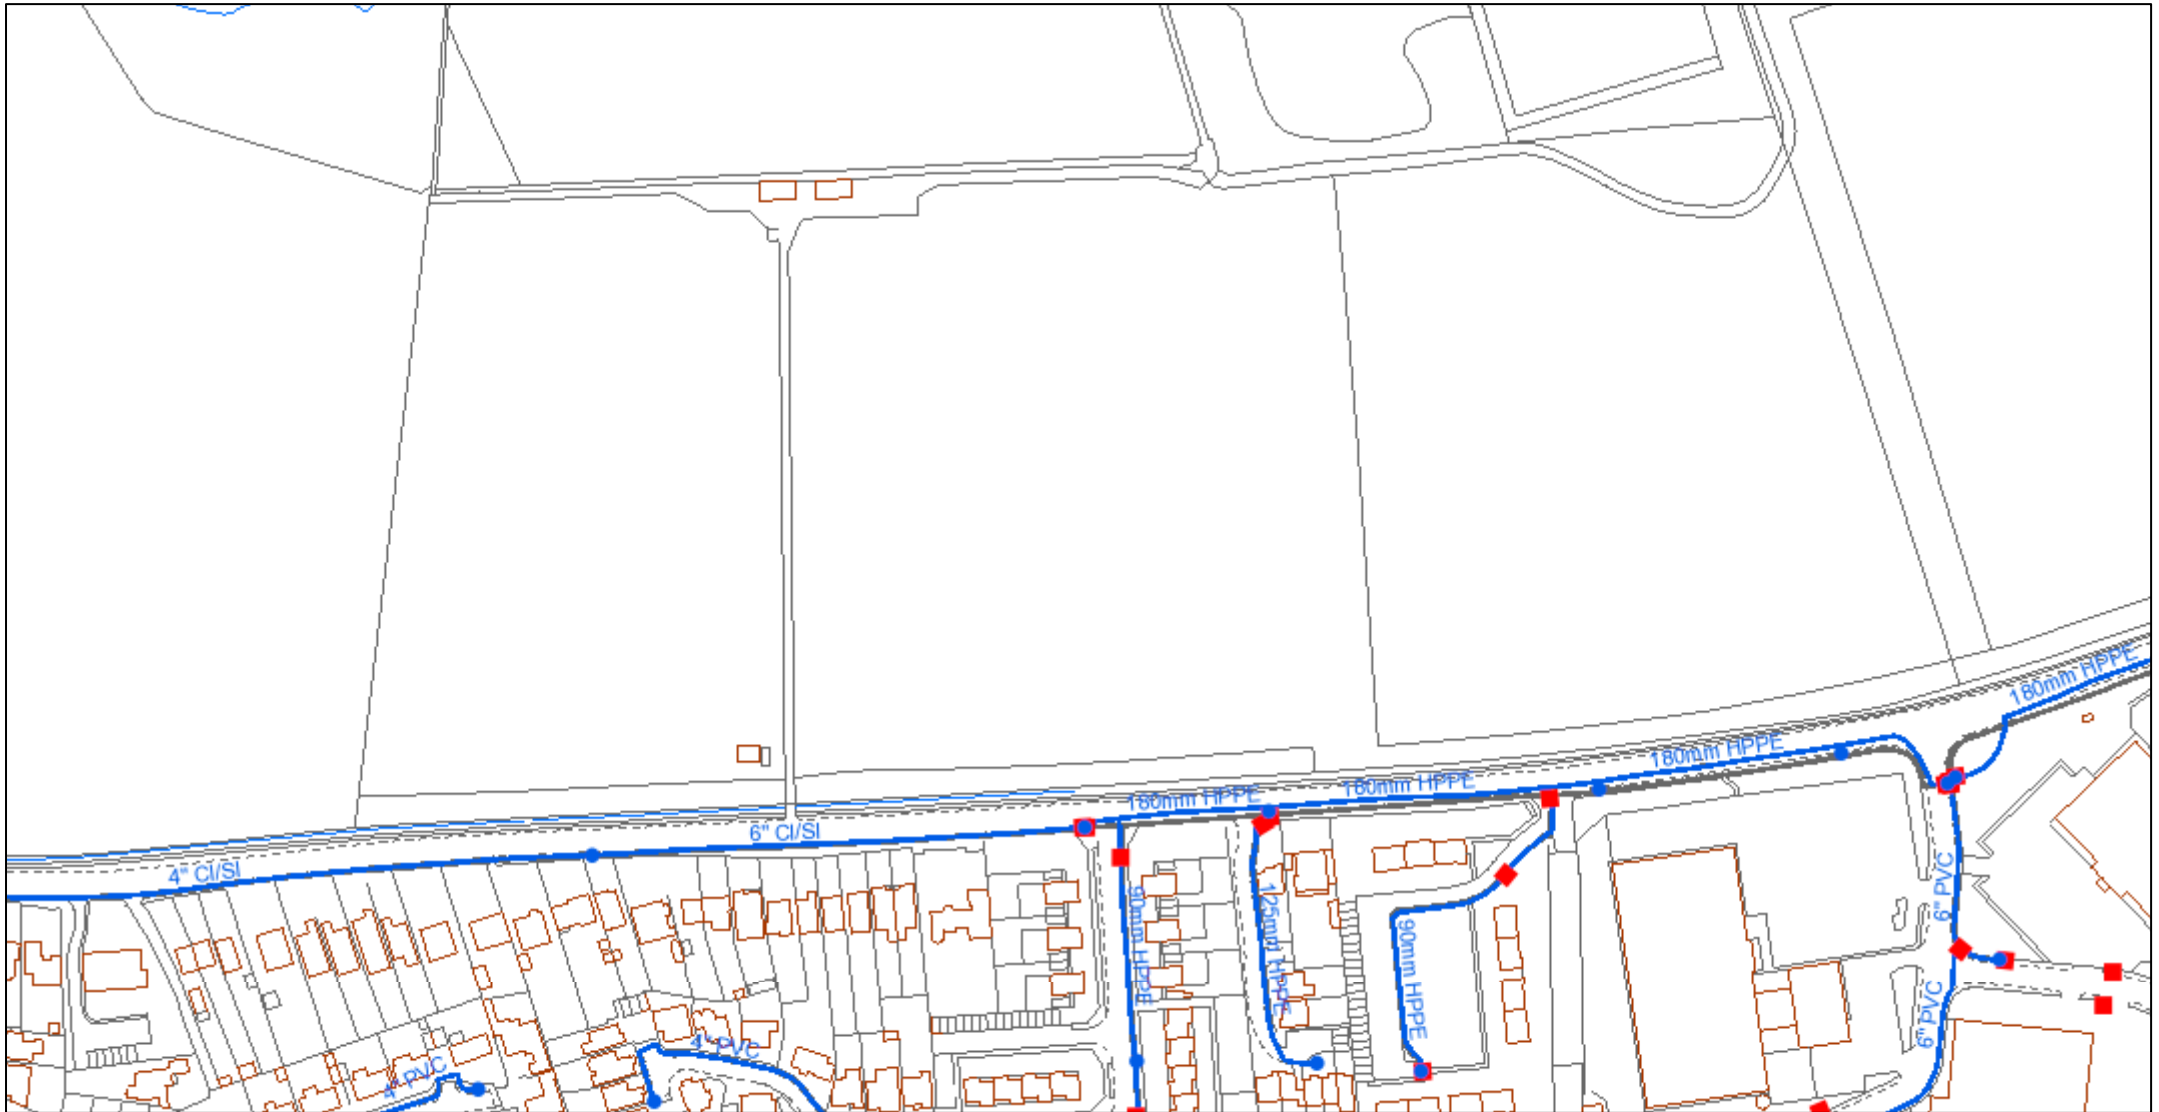 180mm HPPE
180mm HPPE
180mm HPPE
180mm HPPE
6" CI/SI
4" CI/SI
90mm HPPE
125mm HPPE
90mm HPPE
6" PVC
6" PVC
4" PVC
4" PVC